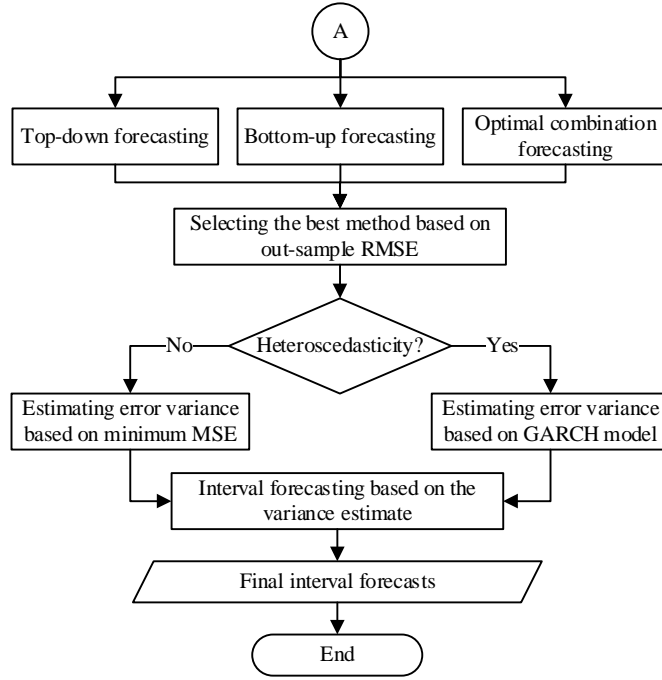 A
Top-down forecasting
Bottom-up forecasting
Optimal combination
forecasting
Selecting the best method based on
out-sample RMSE
Heteroscedasticity?
No
Yes
Estimating error variance
based on minimum MSE
Estimating error variance
based on GARCH model
Interval forecasting based on the
variance estimate
Final interval forecasts
End